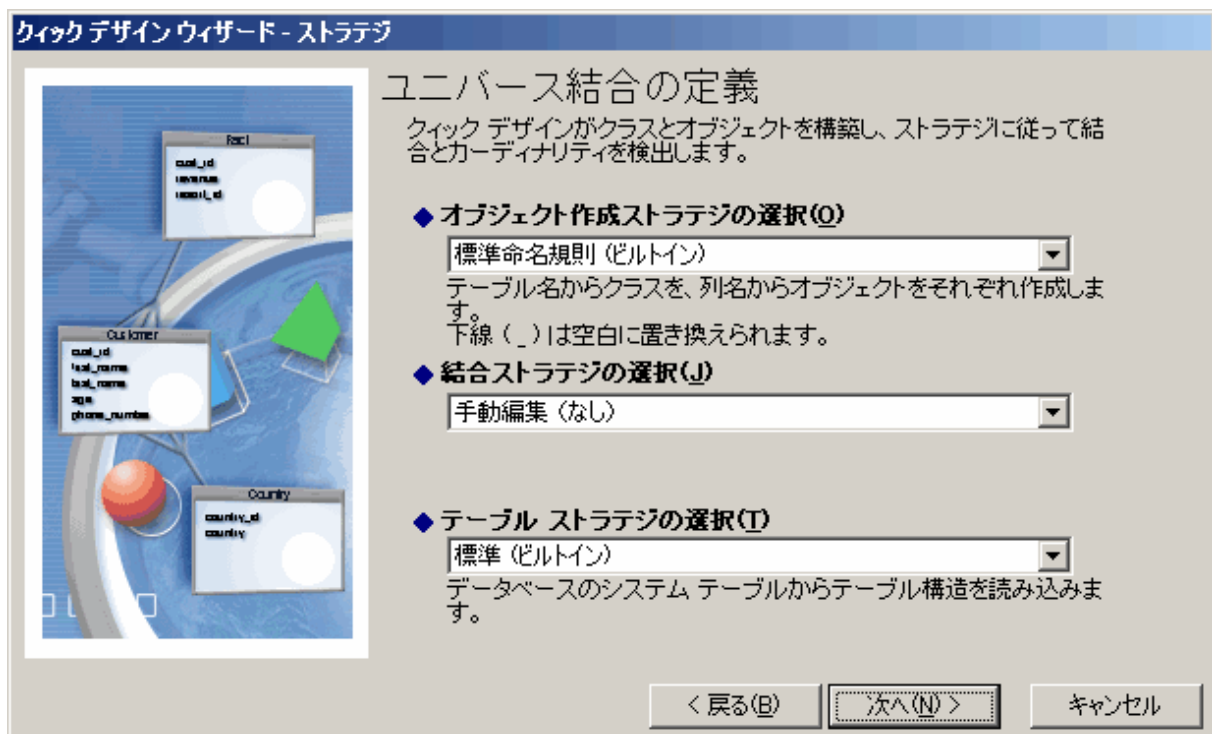 クィック デザイン ウィザード - ストラテジ
ユニバース結合の定義
クィック デザインがクラスとオブジェクトを構築し、ストラテジに従って結
合とカーディナリティを検出します。
◆オブジェクト作成ストラテジの選択(O)
標準命名規則 (ビルトイン)
テーブル名からクラスを、列名からオブジェクトをそれぞれ作成しま
す。
下線 ( _ ) は空白に置き換えられます。
◆結合ストラテジの選択(J)
手動編集 (なし)
◆テーブル ストラテジの選択(T)
標準 (ビルトイン)
データベースのシステム テーブルからテーブル構造を読み込みま
す。
cust_id
revenue
Customer
cust_id
last_name
age
phone_number
Country
country_id
country
< 戻る(B)
次へ(N) >
キャンセル